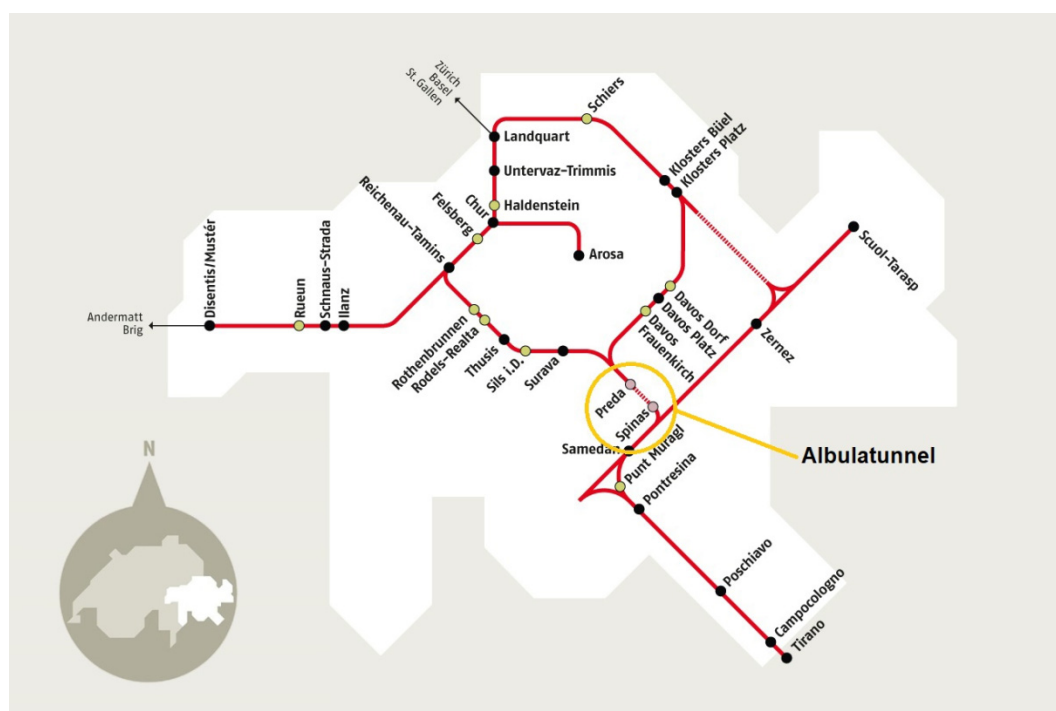 Zürich
Basel
St. Gallen
Schiers
Landquart
Klosters Büel
Klosters Platz
Untervaz-Trimmis
Haldenstein
Chur
Felsberg
Reichenau-Tamins
Arosa
Scuol-Tarasp
Disentis/Mustér
Rueun
Schnaus-Strada
Ilanz
Andermatt
Brig
Rothenbrunnen
Rodels-Realta
Thusis
Sils i.D.
Surava
Davos Dorf
Davos Platz
Davos
Frauenkirch
Zernez
Preda
Spinas
Samedan
Punt Muragl
Pontresina
Albulatunnel
N
Poschiavo
Campocologno
Tirano